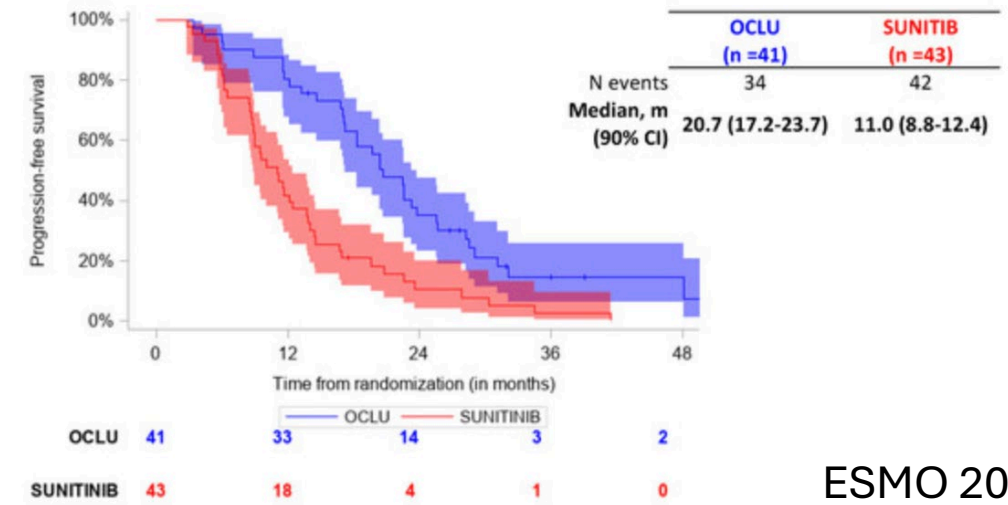 OCLU SUNITIB
(n =41) (n =43)
N events 34 42
Median, m
(90% CI) 20.7 (17.2-23.7) 11.0 (8.8-12.4)
Progression-free survival
100%
80%
60%
40%
20%
0%
0 12 24 36 48
Time from randomization (in months)
OCLU SUNITINIB
OCLU 41 33 14 3 2
SUNITINIB 43 18 4 1 0
ESMO 20